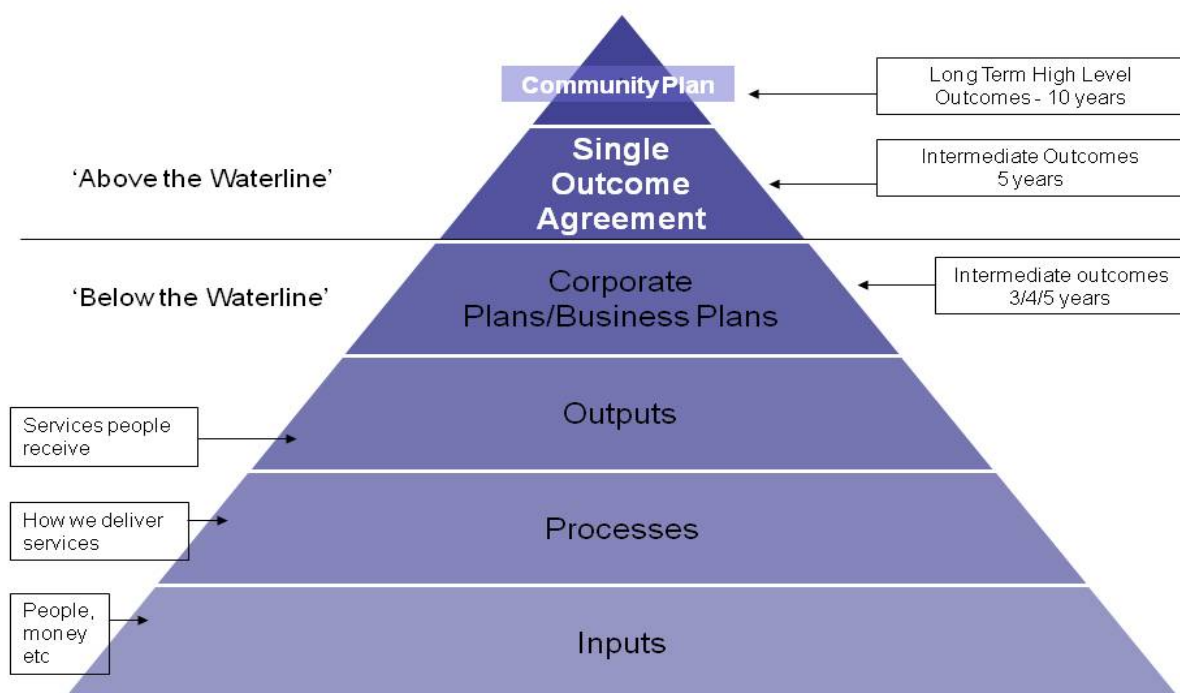 Community Plan
Long Term High Level
Outcomes - 10 years
Single
Outcome
Agreement
'Above the Waterline'
Intermediate Outcomes
5 years
'Below the Waterline'
Corporate
Plans/Business Plans
Intermediate outcomes
3/4/5 years
Services people
receive
Outputs
How we deliver
services
Processes
People,
money
etc
Inputs